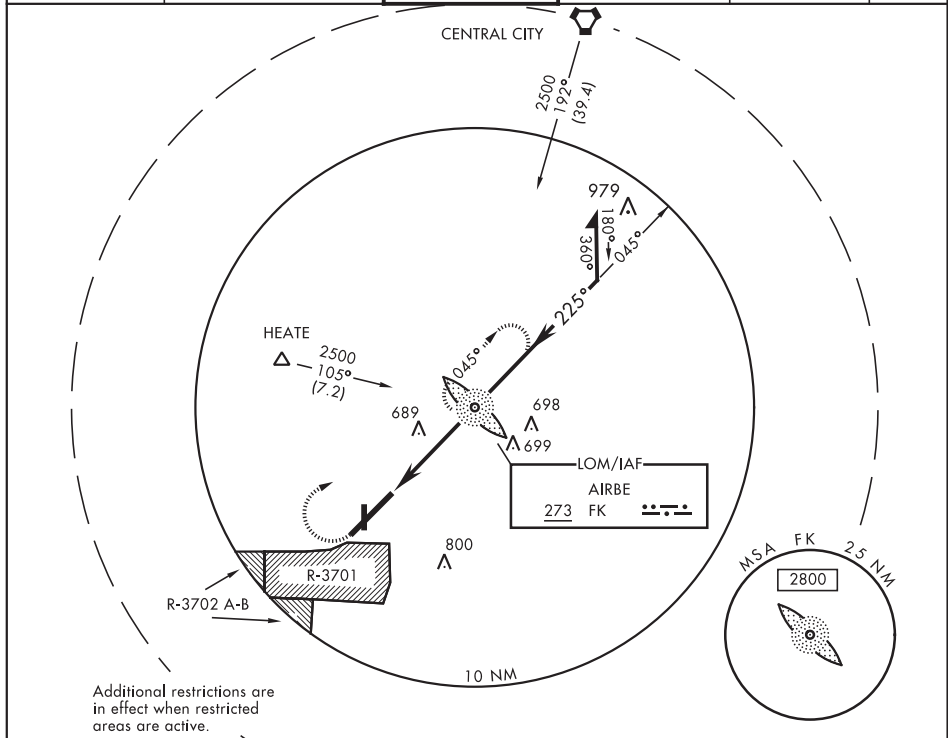 CENTRAL CITY
2500
192°
(39.4)
979
180°
360°
045°
225°
HEATE
2500
105°
(7.2)
045°
689
698
699
LOM/IAF
AIRBE
273 FK
800
R-3701
R-3702 A-B
10 NM
MSA FK 25 NM
2800
Additional restrictions are
in effect when restricted
areas are active.